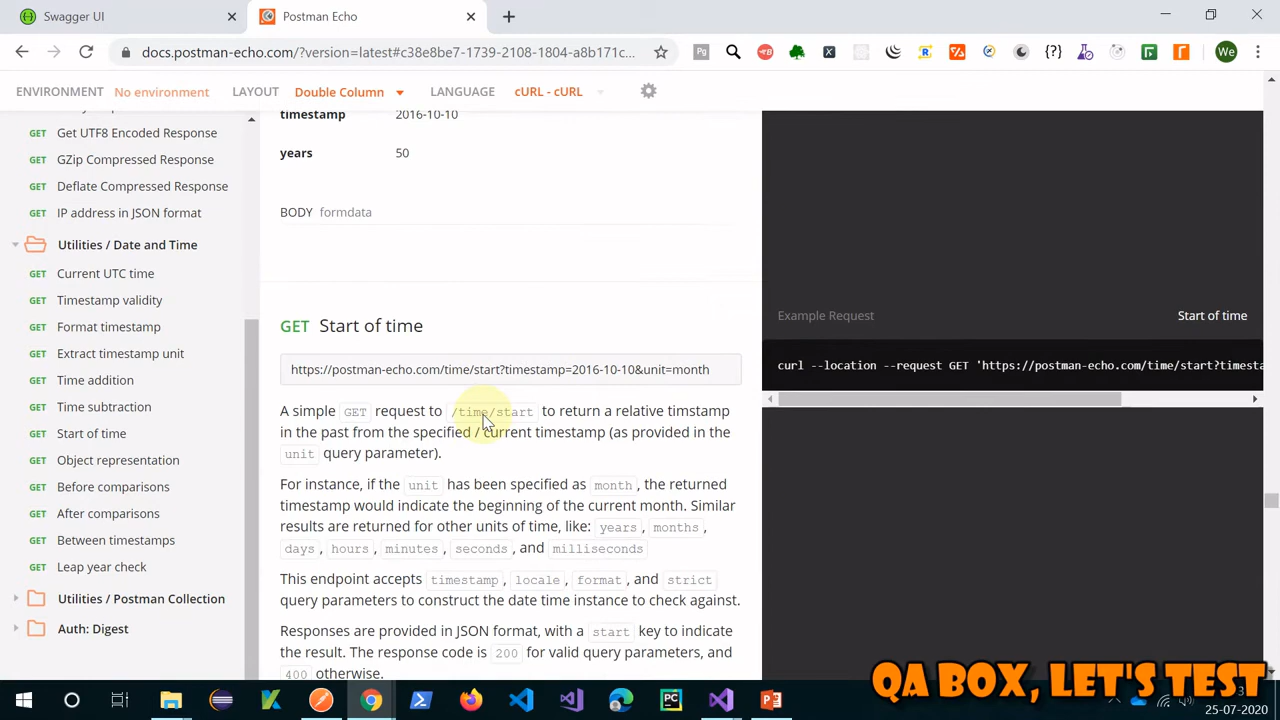 Swagger UI
Postman Echo
docs.postman-echo.com/?version=latest#c38e8be7-1739-2108-1804-a8b171c...
Pg
We
ENVIRONMENT No environment LAYOUT Double Column LANGUAGE cURL - cURL
GET Get UTF8 Encoded Response
GET GZip Compressed Response
GET Deflate Compressed Response
GET IP address in JSON format
Utilities / Date and Time
GET Current UTC time
GET Timestamp validity
GET Format timestamp
GET Extract timestamp unit
GET Time addition
GET Time subtraction
GET Start of time
GET Object representation
GET Before comparisons
GET After comparisons
GET Between timestamps
GET Leap year check
Utilities / Postman Collection
Auth: Digest
timestamp 2016-10-10
years 50
BODY formdata
GET Start of time
https://postman-echo.com/time/start?timestamp=2016-10-10&unit=month
A simple GET request to /time/start to return a relative timstamp
in the past from the specified / current timestamp (as provided in the
unit query parameter).
For instance, if the unit has been specified as month , the returned
timestamp would indicate the beginning of the current month. Similar
results are returned for other units of time, like: years , months ,
days , hours , minutes , seconds , and milliseconds
This endpoint accepts timestamp , locale , format , and strict
query parameters to construct the date time instance to check against.
Responses are provided in JSON format, with a start key to indicate
the result. The response code is 200 for valid query parameters, and
400 otherwise.
Example Request Start of time
curl --location --request GET 'https://postman-echo.com/time/start?timesta
QA BOX, LET'S TEST
25-07-2020